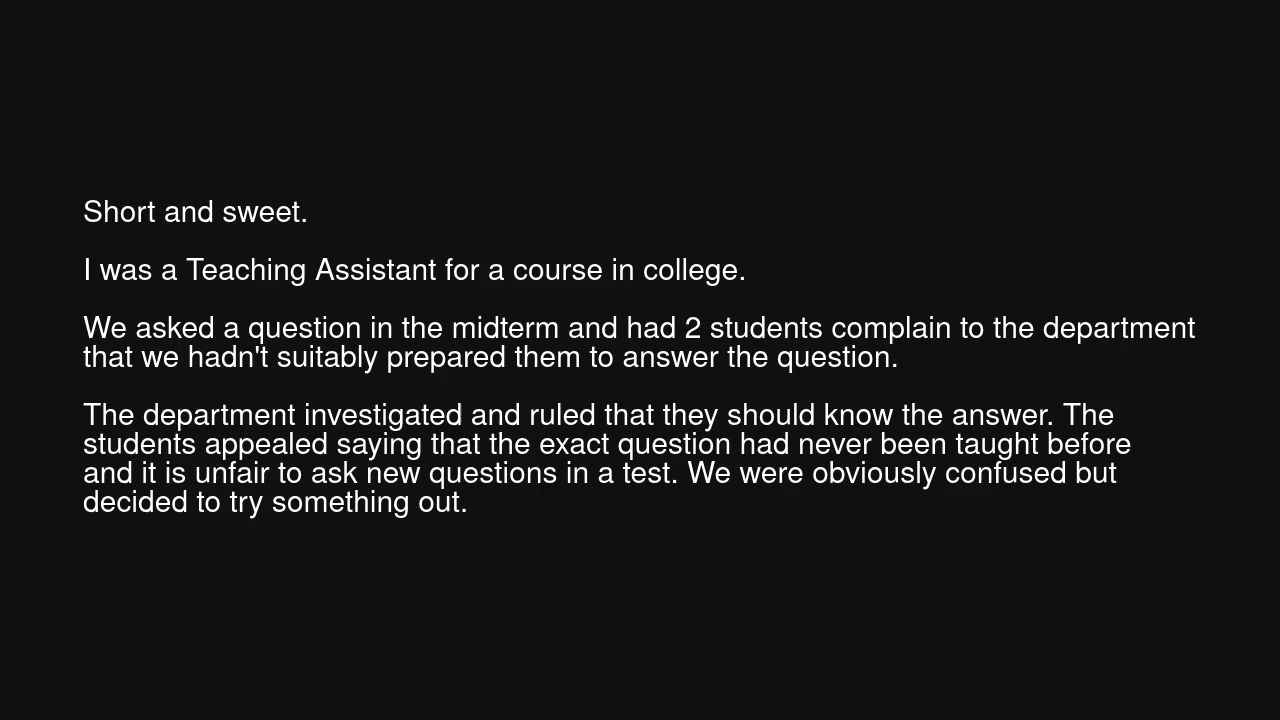 Short and sweet.
I was a Teaching Assistant for a course in college.
We asked a question in the midterm and had 2 students complain to the department
that we hadn't suitably prepared them to answer the question.
The department investigated and ruled that they should know the answer. The
students appealed saying that the exact question had never been taught before
and it is unfair to ask new questions in a test. We were obviously confused but
decided to try something out.